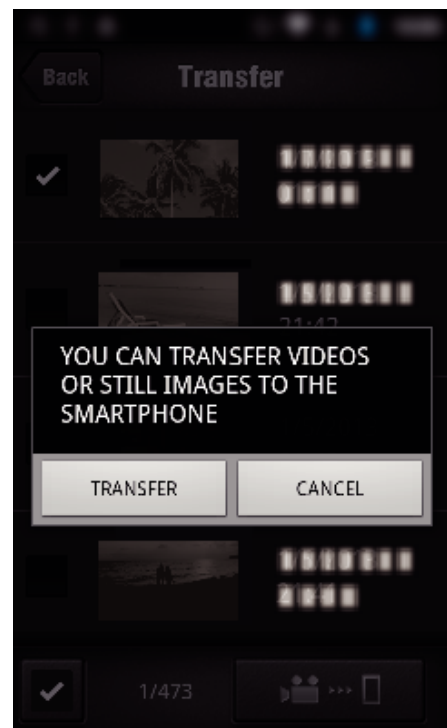 Back
Transfer
21:42
YOU CAN TRANSFER VIDEOS
OR STILL IMAGES TO THE
SMARTPHONE
TRANSFER
CANCEL
1/473